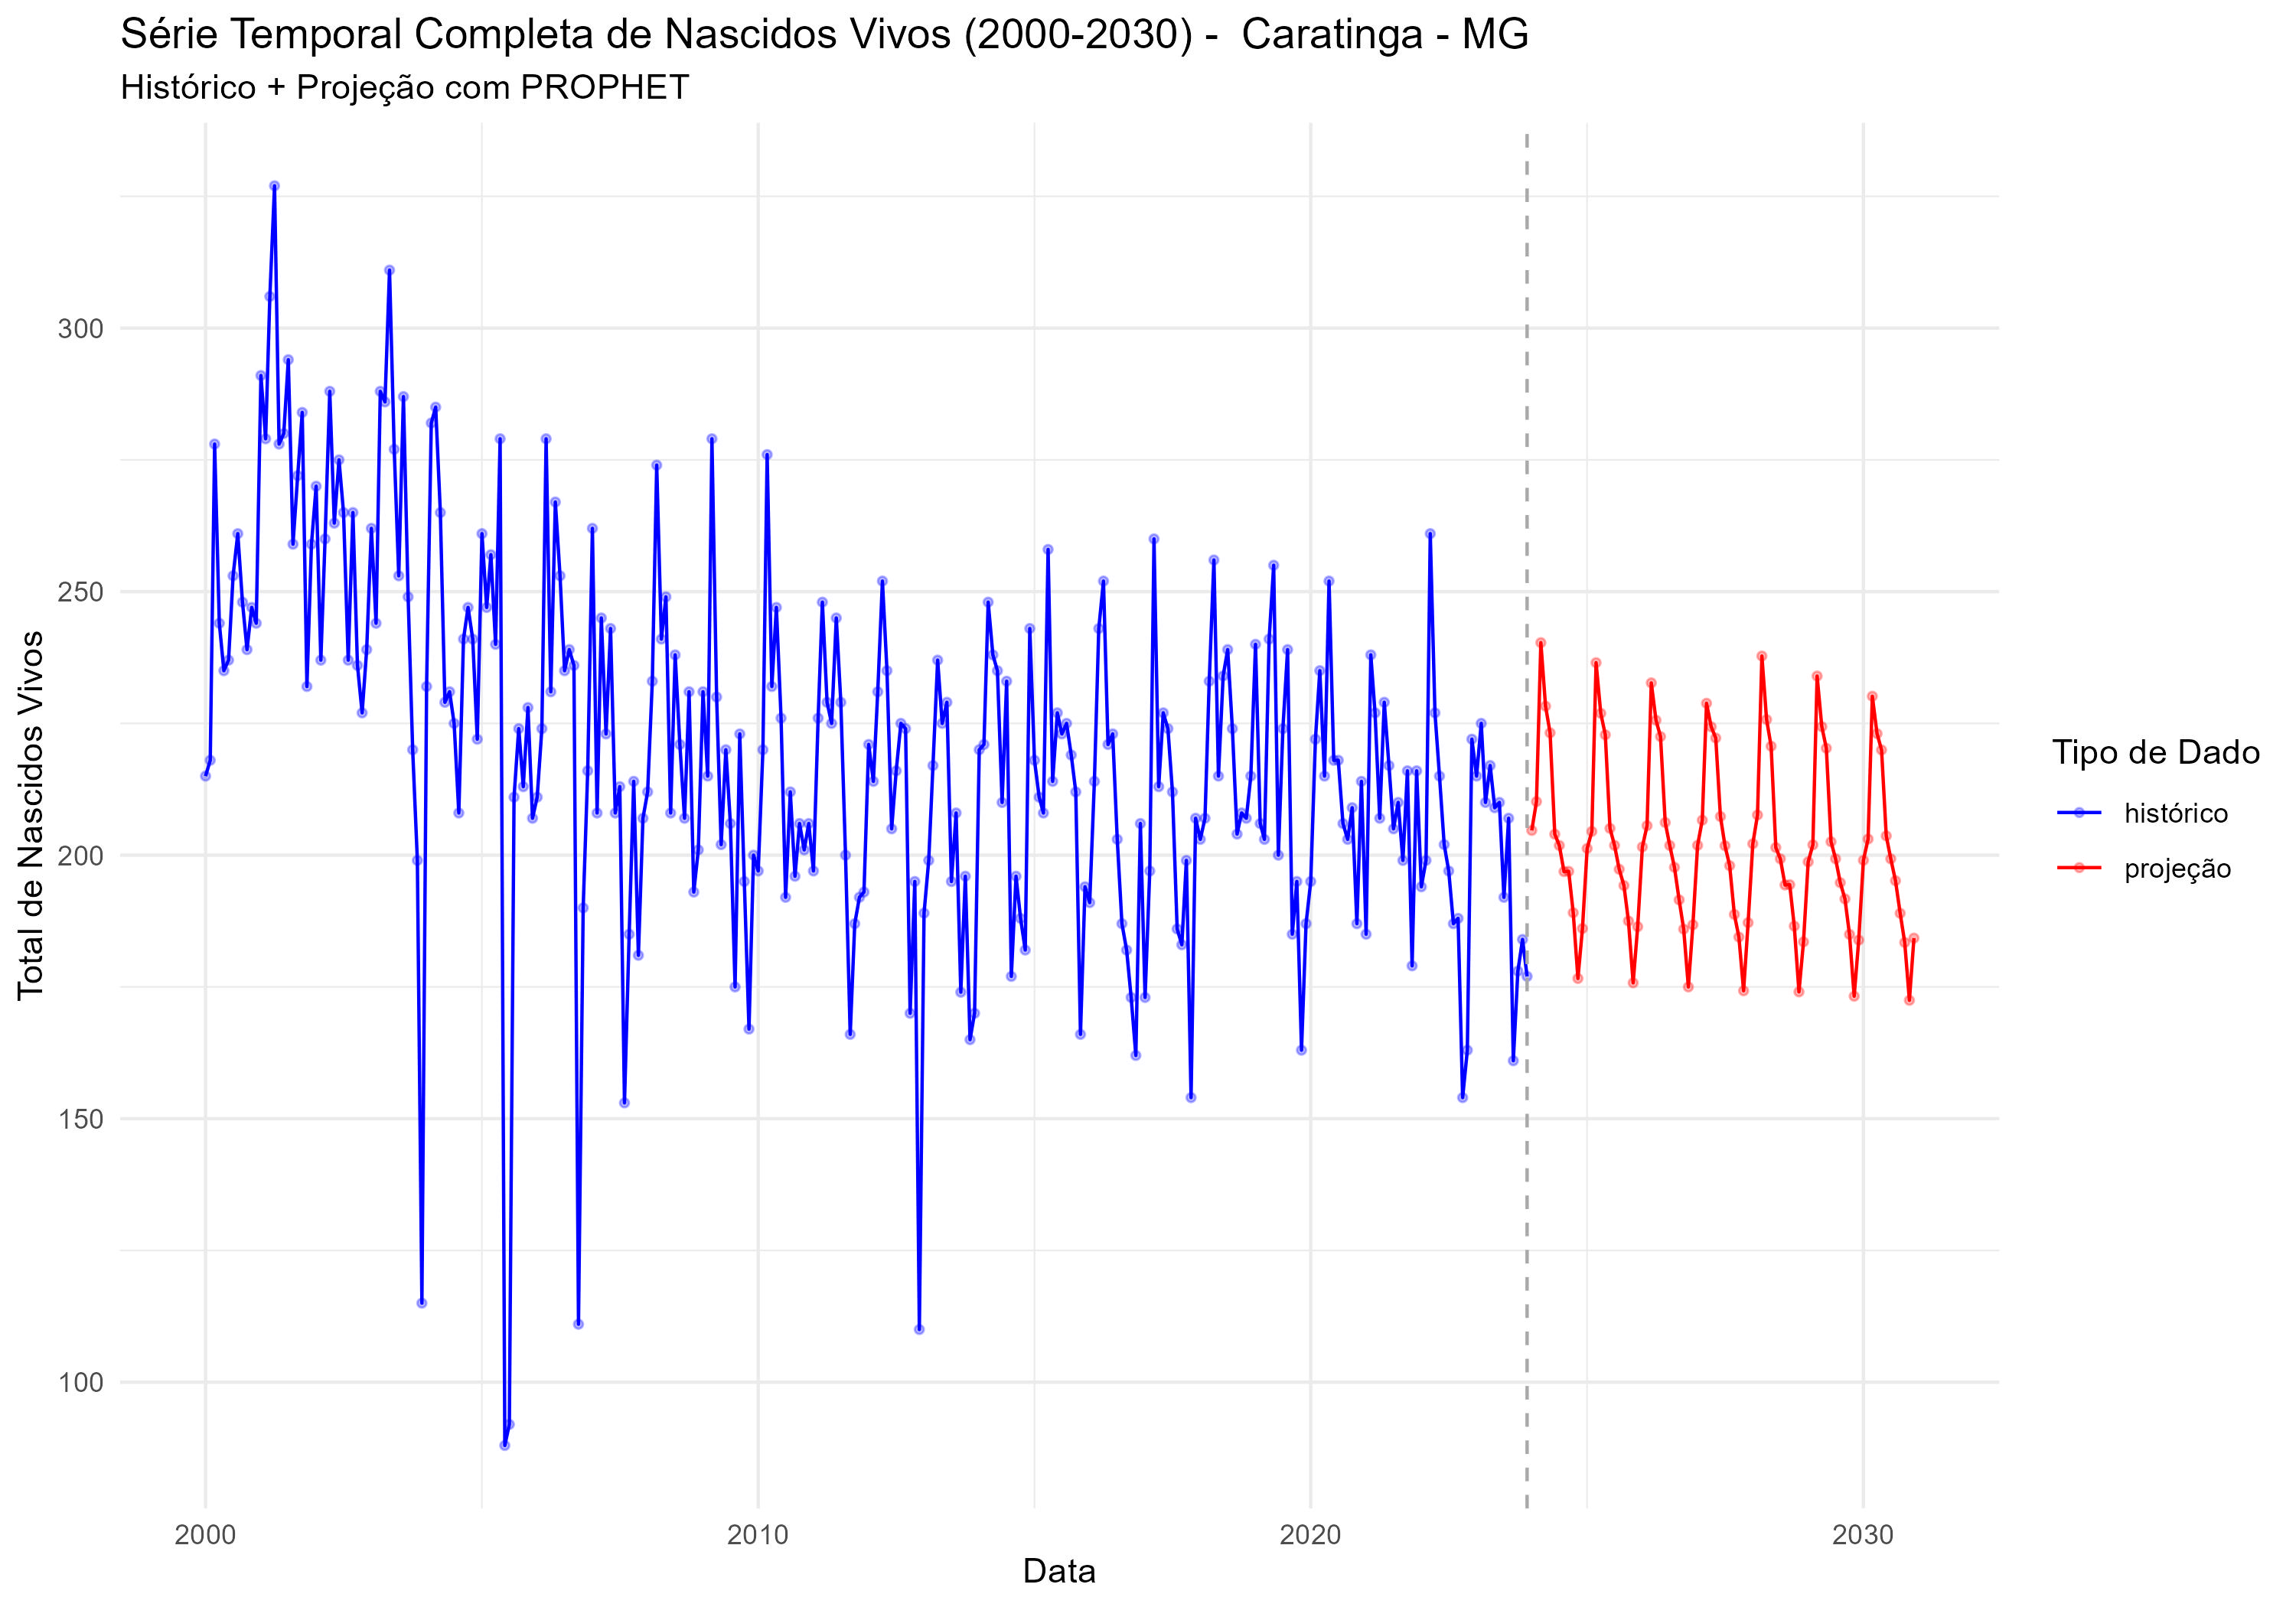 Série Temporal Completa de Nascidos Vivos (2000-2030) -  Caratinga - MG
Histórico + Projeção com PROPHET
Total de Nascidos Vivos
300
250
200
150
100
2000
2010
2020
2030
Data
Tipo de Dado
histórico
projeção